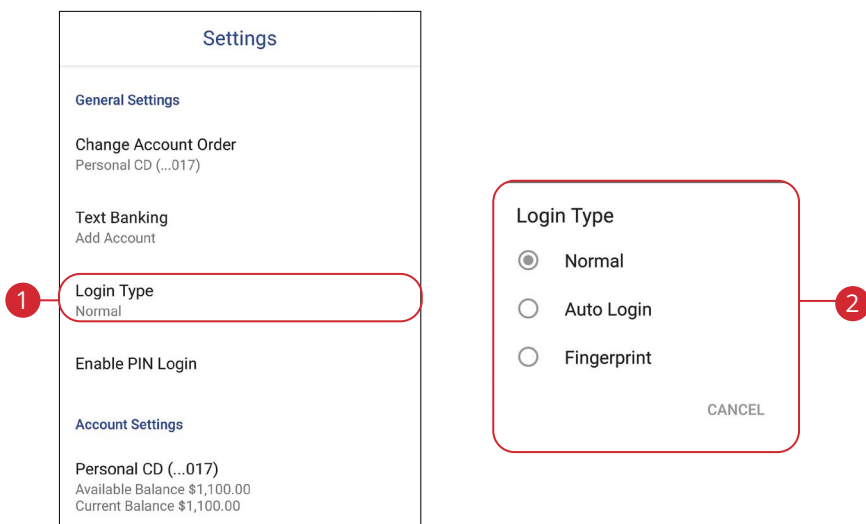 Settings
General Settings
Change Account Order
Personal CD (...017)
Text Banking
Add Account
1
Login Type
Normal
Enable PIN Login
Account Settings
Personal CD (...017)
Available Balance $1,100.00
Current Balance $1,100.00
Login Type
Normal
Auto Login
Fingerprint
CANCEL
2